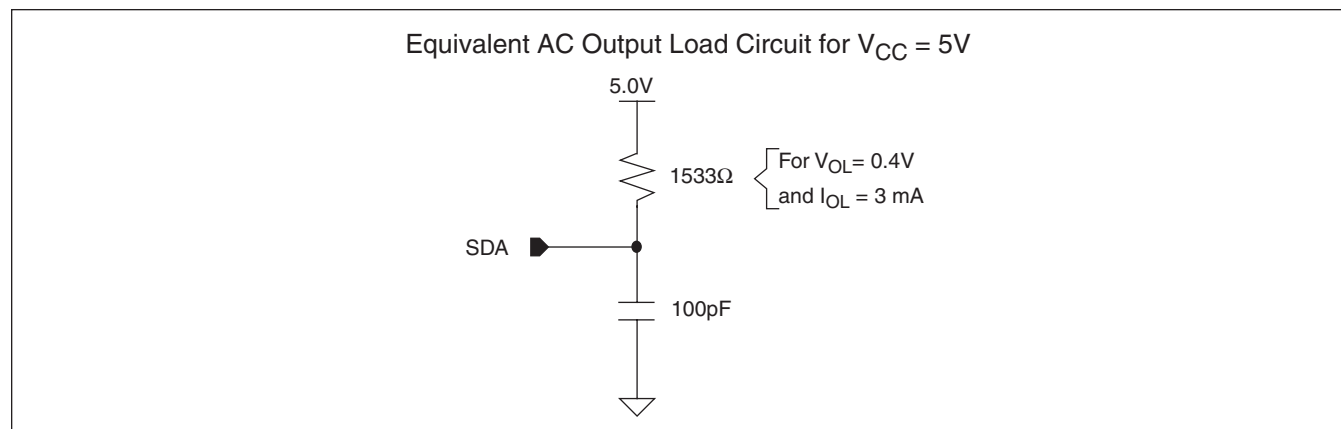 Equivalent AC Output Load Circuit for VCC = 5V
5.0V
1533Ω
For VOL= 0.4V
and IOL = 3 mA
SDA
100pF